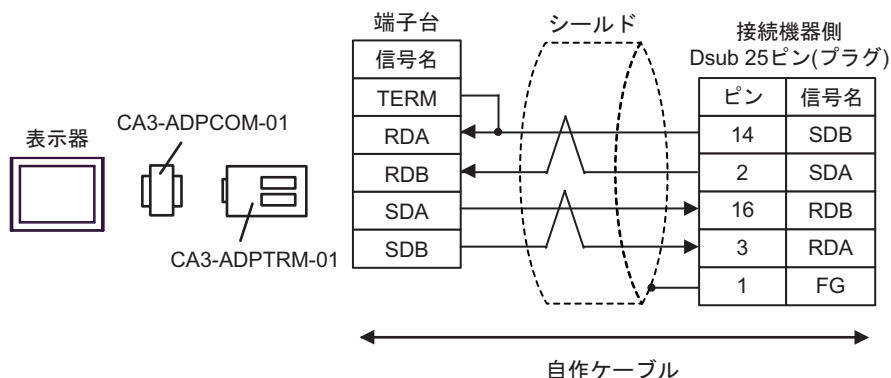 表示器
CA3-ADPCOM-01
CA3-ADPTRM-01
端子台
信号名
TERM
RDA
RDB
SDA
SDB
シールド
接続機器側
Dsub 25ピン(プラグ)
ピン 信号名
14 SDB
2 SDA
16 RDB
3 RDA
1 FG
自作ケーブル